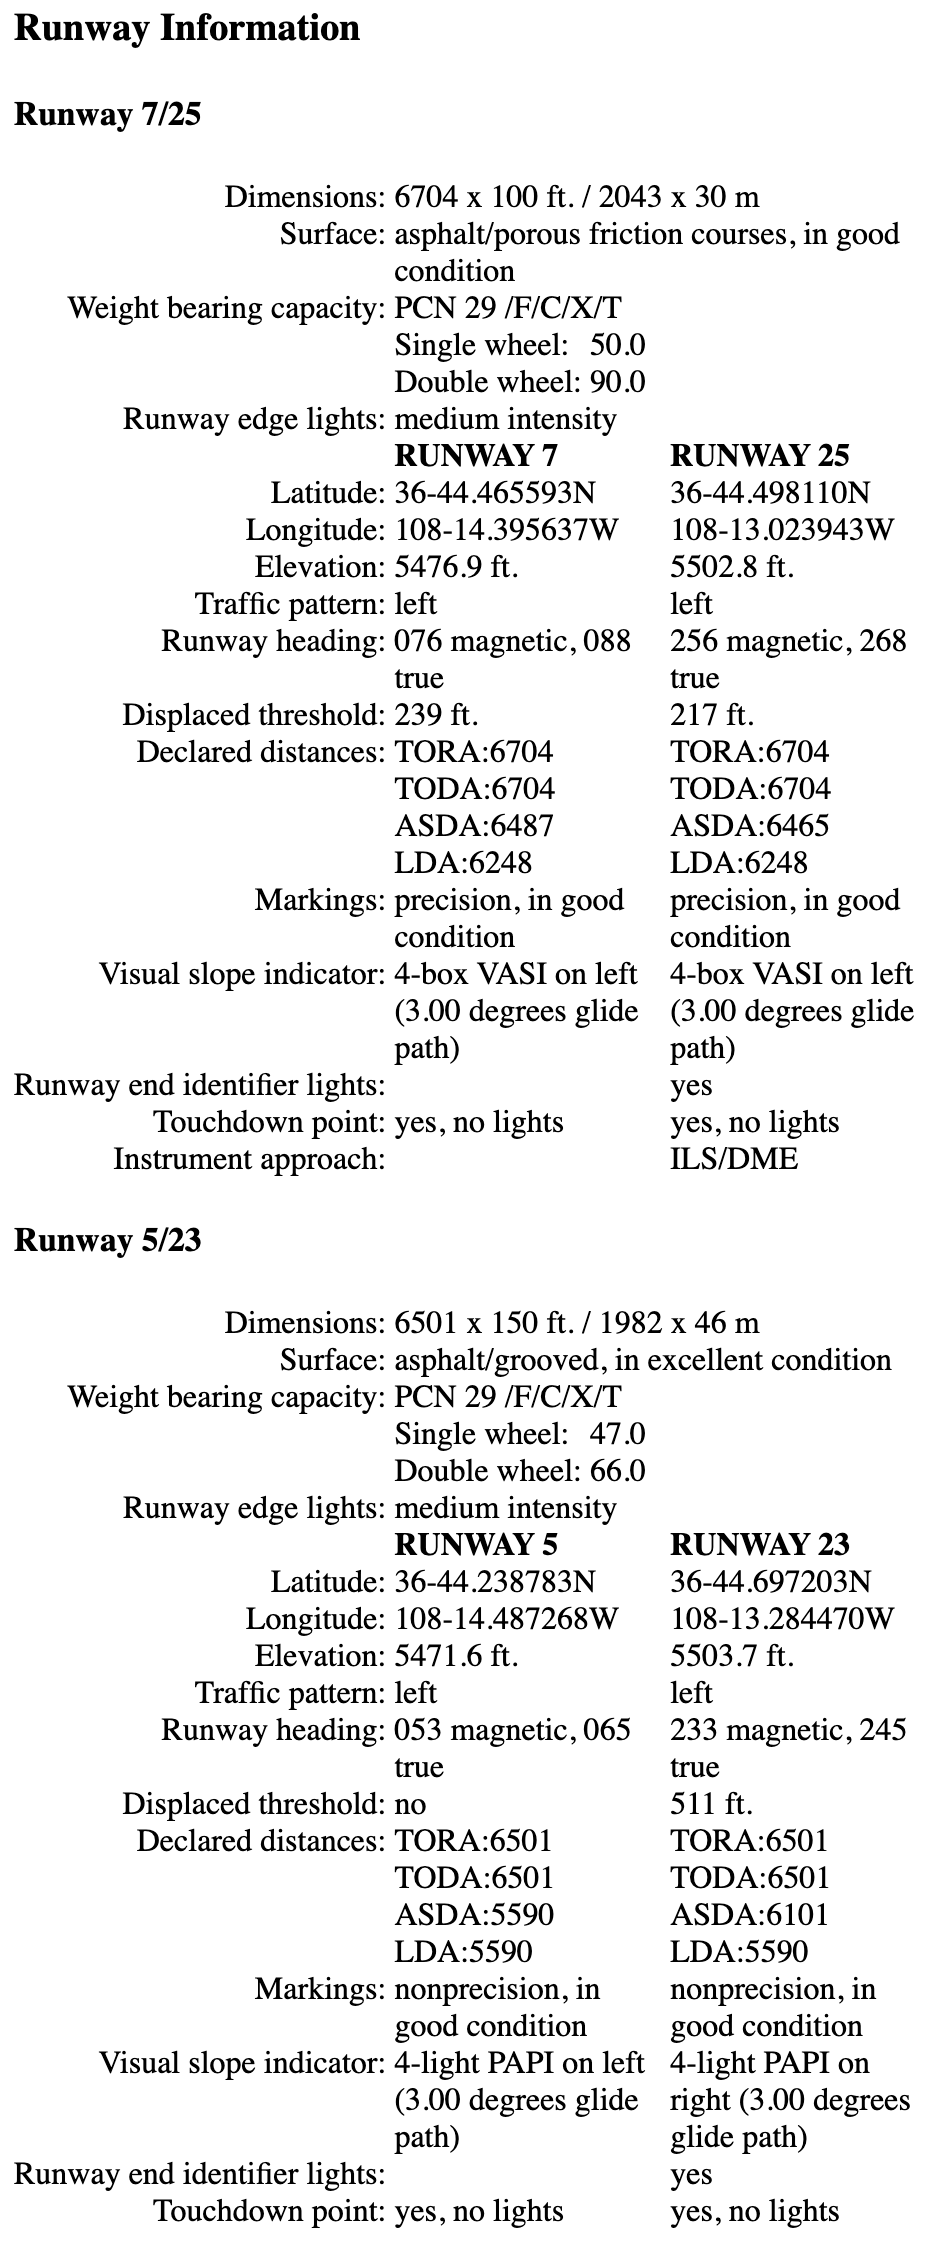 Runway Information
Runway 7/25
Dimensions: 6704 x 100 ft. / 2043 x 30 m
Surface: asphalt/porous friction courses, in good
condition
Weight bearing capacity: PCN 29 /F/C/X/T
Single wheel: 50.0
Double wheel: 90.0
Runway edge lights: medium intensity
RUNWAY 7 RUNWAY 25
Latitude: 36-44.465593N 36-44.498110N
Longitude: 108-14.395637W 108-13.023943W
Elevation: 5476.9 ft. 5502.8 ft.
Traffic pattern: left left
Runway heading: 076 magnetic, 088 256 magnetic, 268
true true
Displaced threshold: 239 ft. 217 ft.
Declared distances: TORA:6704 TORA:6704
TODA:6704 TODA:6704
ASDA:6487 ASDA:6465
LDA:6248 LDA:6248
Markings: precision, in good precision, in good
condition condition
Visual slope indicator: 4-box VASI on left 4-box VASI on left
(3.00 degrees glide (3.00 degrees glide
path) path)
Runway end identifier lights: yes
Touchdown point: yes, no lights yes, no lights
Instrument approach: ILS/DME
Runway 5/23
Dimensions: 6501 x 150 ft. / 1982 x 46 m
Surface: asphalt/grooved, in excellent condition
Weight bearing capacity: PCN 29 /F/C/X/T
Single wheel: 47.0
Double wheel: 66.0
Runway edge lights: medium intensity
RUNWAY 5 RUNWAY 23
Latitude: 36-44.238783N 36-44.697203N
Longitude: 108-14.487268W 108-13.284470W
Elevation: 5471.6 ft. 5503.7 ft.
Traffic pattern: left left
Runway heading: 053 magnetic, 065 233 magnetic, 245
true true
Displaced threshold: no 511 ft.
Declared distances: TORA:6501 TORA:6501
TODA:6501 TODA:6501
ASDA:5590 ASDA:6101
LDA:5590 LDA:5590
Markings: nonprecision, in nonprecision, in
good condition good condition
Visual slope indicator: 4-light PAPI on left 4-light PAPI on
(3.00 degrees glide right (3.00 degrees
path) glide path)
Runway end identifier lights: yes
Touchdown point: yes, no lights yes, no lights